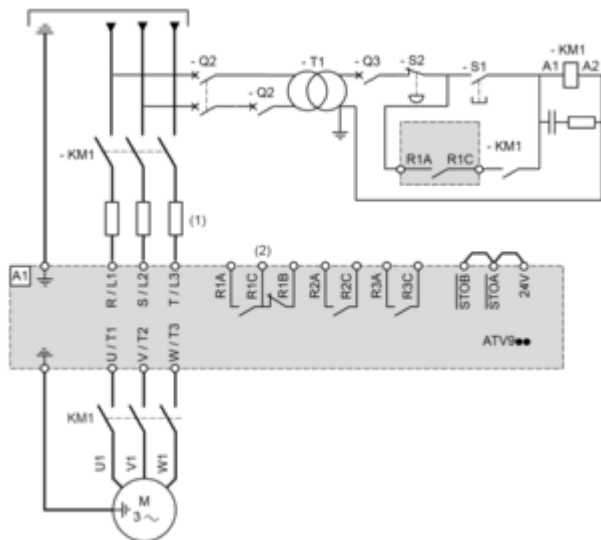 - Q2
- T1
- Q3
- S2
- S1
- KM1
A1
A2
- Q2
- KM1
R1A
R1C
- KM1
(1)
A1
R / L1
S / L2
T / L3
(2)
R1A
R1C
R1B
R2A
R2C
R3A
R3C
STOB
STOA
24V
U / T1
V / T2
W / T3
ATV9●●
KM1
U1
V1
W1
M
3 ~